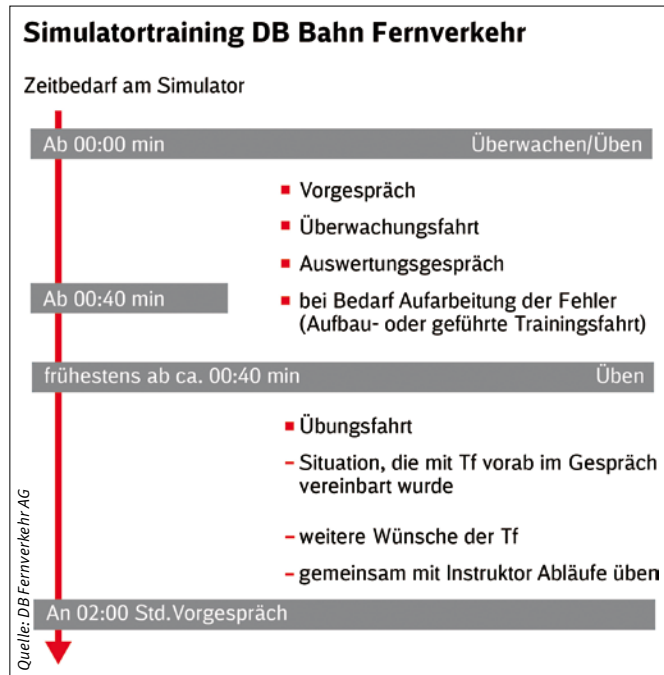 Simulatortraining DB Bahn Fernverkehr
Zeitbedarf am Simulator
Ab 00:00 min Überwachen/Üben
Vorgespräch
Überwachungsfahrt
Auswertungsgespräch
Ab 00:40 min
bei Bedarf Aufarbeitung der Fehler
(Aufbau- oder geführte Trainingsfahrt)
frühestens ab ca. 00:40 min Üben
Übungsfahrt
– Situation, die mit Tf vorab im Gespräch
vereinbart wurde
– weitere Wünsche der Tf
– gemeinsam mit Instruktor Abläufe üben
An 02:00 Std.Vorgespräch
Quelle: DB Fernverkehr AG